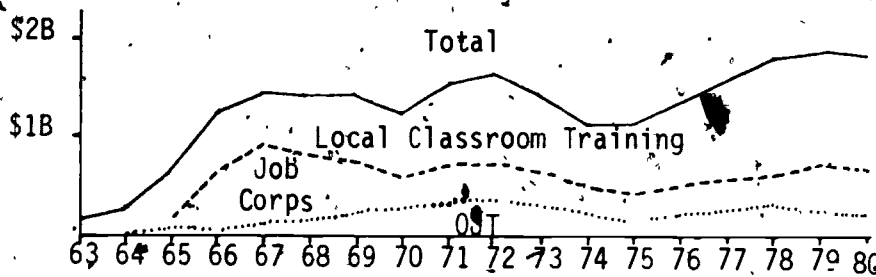 $2B
Total
$1B
Local Classroom Training
Job
Corps
OJT
63 64 65 66 67 68 69 70 71 72 73 74 75 76 77 78 79 80